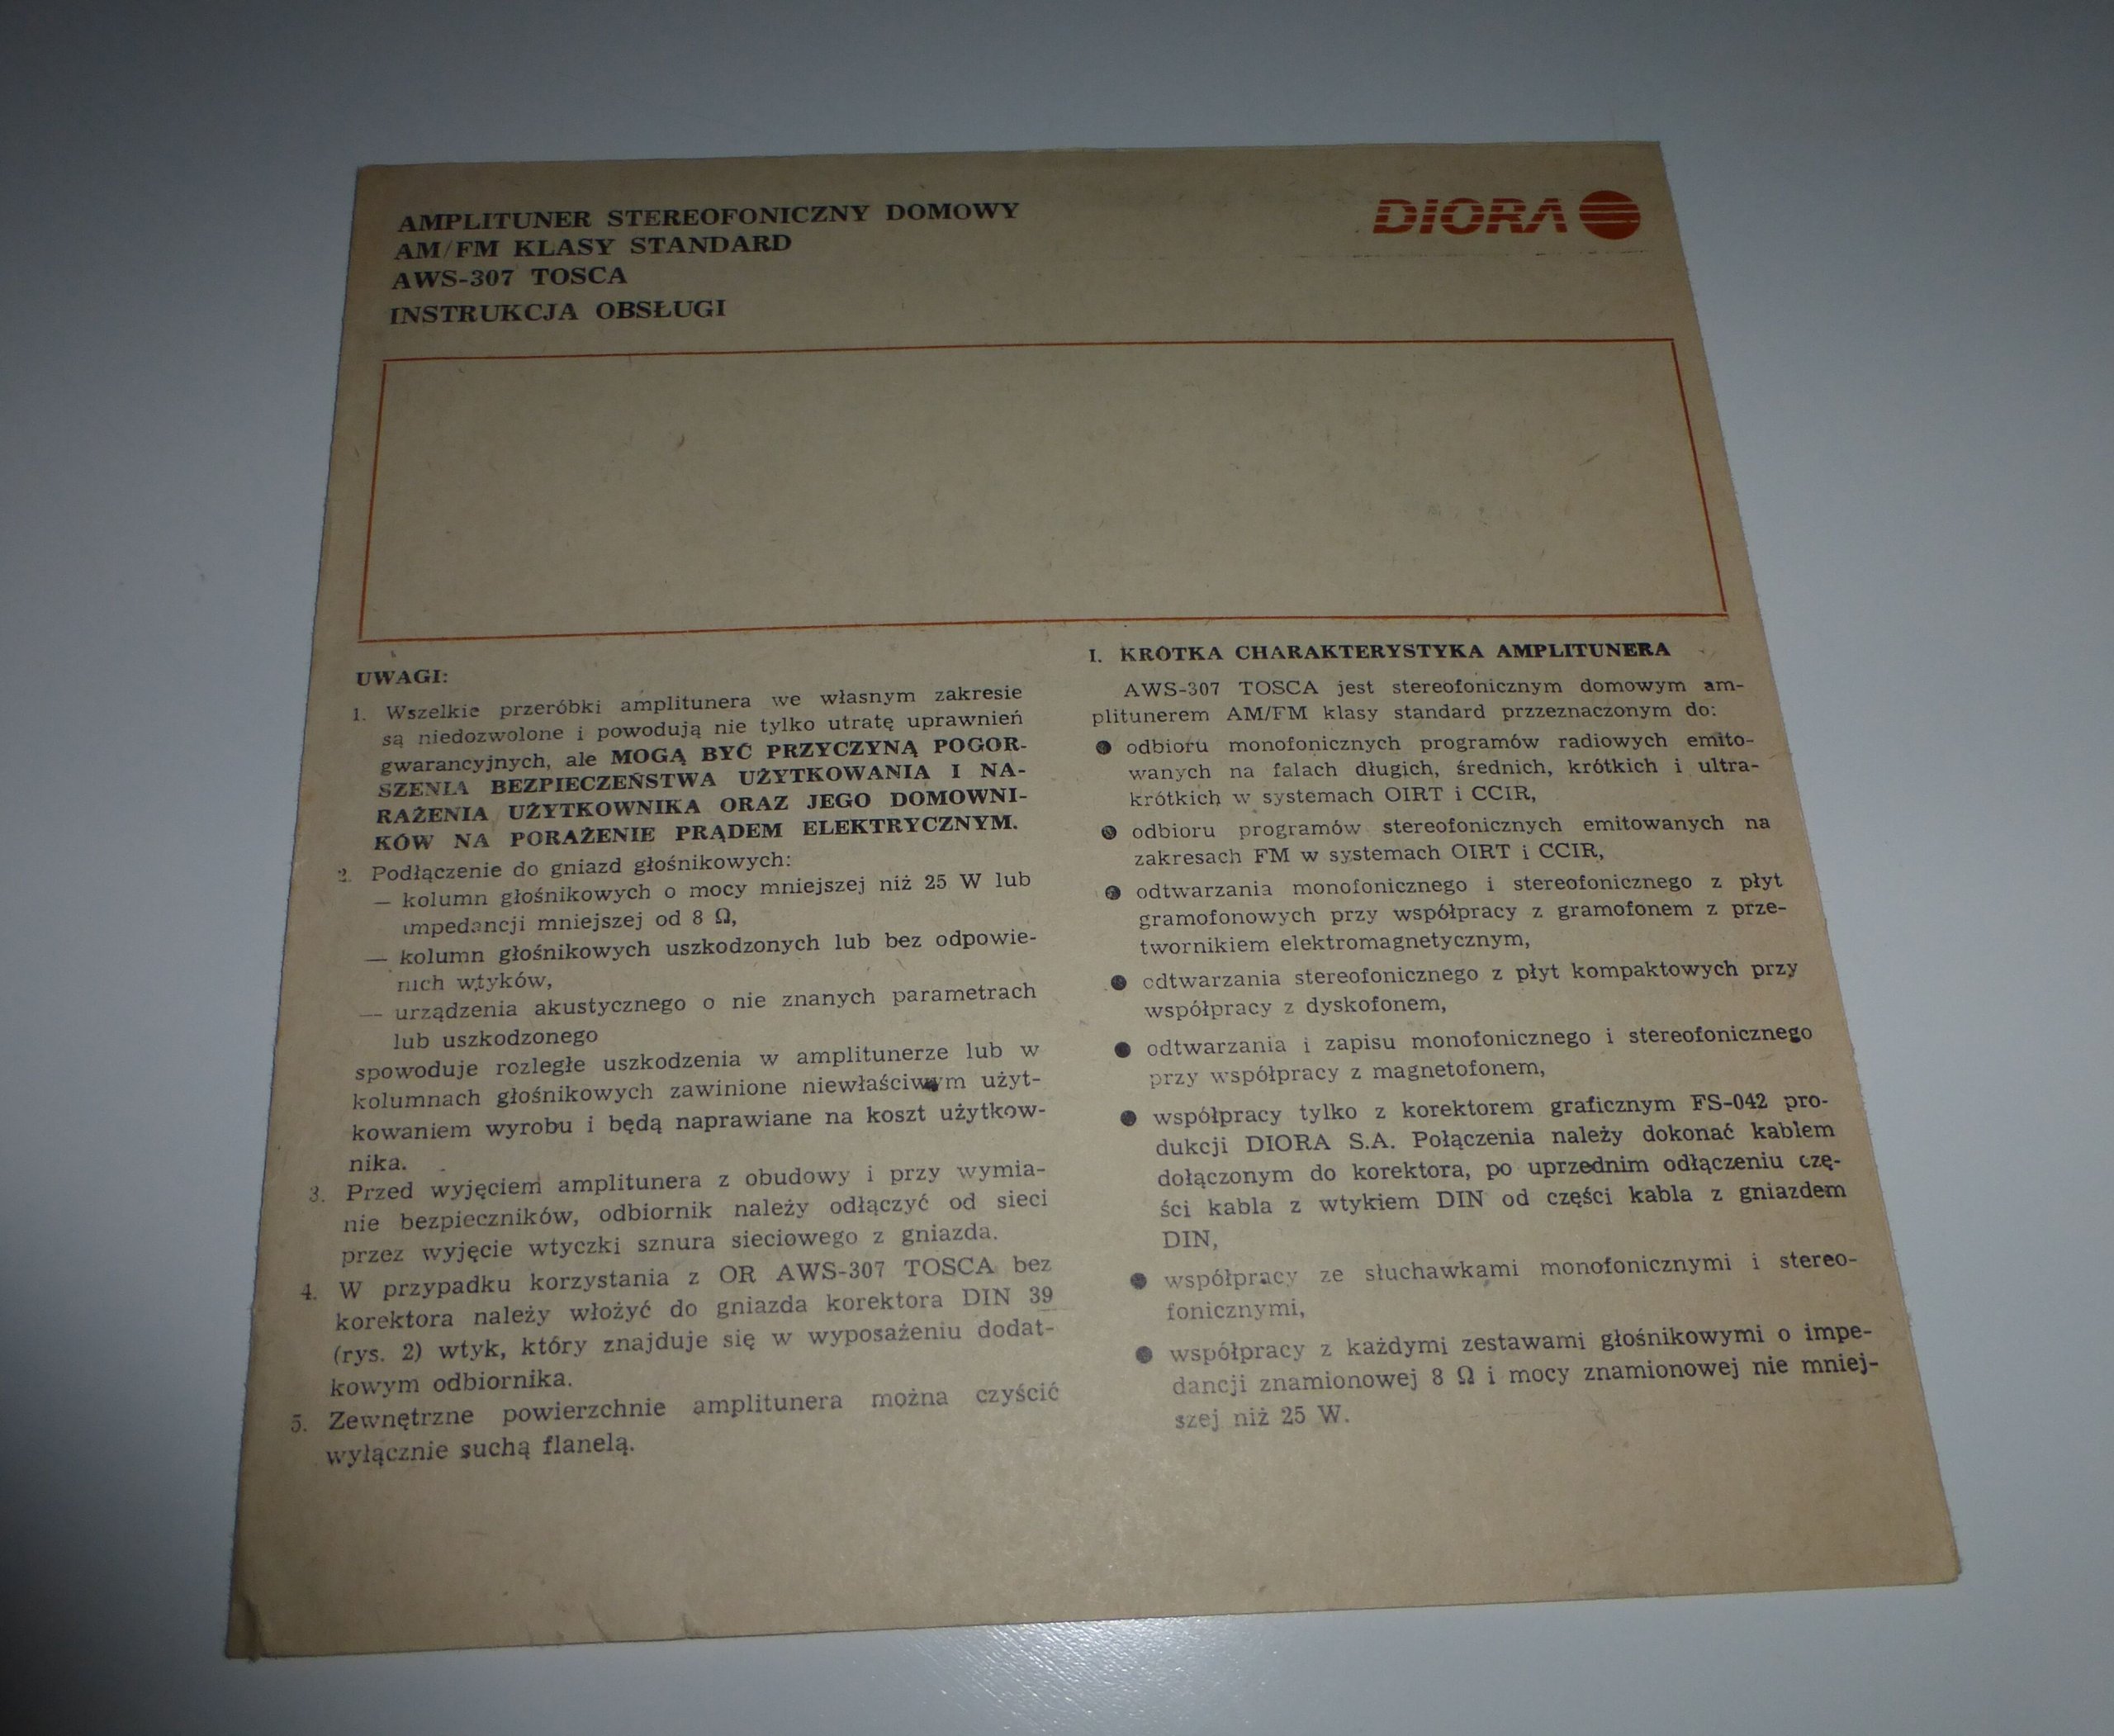 AMPLITUNER STEREOFONICZNY DOMOWY
AM/FM KLASY STANDARD
AWS-307 TOSCA
INSTRUKCJA OBSŁUGI
DIORA
UWAGI:
1. Wszelkie przeróbki amplitunera we własnym zakresie
są niedozwolone i powodują nie tylko utratę uprawnień
gwarancyjnych, ale MOGĄ BYĆ PRZYCZYNĄ POGOR-
SZENIA BEZPIECZEŃSTWA UŻYTKOWANIA I NA-
RAŻENIA UŻYTKOWNIKA ORAZ JEGO DOMOWNI-
KÓW NA PORAŻENIE PRĄDEM ELEKTRYCZNYM.
2. Podłączenie do gniazd głośnikowych:
— kolumn głośnikowych o mocy mniejszej niż 25 W lub
impedancji mniejszej od 8 Ω,
— kolumn głośnikowych uszkodzonych lub bez odpowie-
nich wtyków,
— urządzenia akustycznego o nie znanych parametrach
lub uszkodzonego
spowoduje rozległe uszkodzenia w amplitunerze lub w
kolumnach głośnikowych zawinione niewłaściwym użyt-
kowaniem wyrobu i będą naprawiane na koszt użytkow-
nika.
3. Przed wyjęciem amplitunera z obudowy i przy wymia-
nie bezpieczników, odbiornik należy odłączyć od sieci
przez wyjęcie wtyczki sznura sieciowego z gniazda.
4. W przypadku korzystania z OR AWS-307 TOSCA bez
korektora należy włożyć do gniazda korektora DIN 39
(rys. 2) wtyk, który znajduje się w wyposażeniu dodat-
kowym odbiornika.
5. Zewnętrzne powierzchnie amplitunera można czyścić
wyłącznie suchą flanelą.
I. KRÓTKA CHARAKTERYSTYKA AMPLITUNERA
AWS-307 TOSCA jest stereofonicznym domowym am-
plitunerem AM/FM klasy standard przzeznaczonym do:
● odbioru monofonicznych programów radiowych emito-
wanych na falach długich, średnich, krótkich i ultra-
krótkich w systemach OIRT i CCIR,
● odbioru programów stereofonicznych emitowanych na
zakresach FM w systemach OIRT i CCIR,
● odtwarzania monofonicznego i stereofonicznego z płyt
gramofonowych przy współpracy z gramofonem z prze-
twornikiem elektromagnetycznym,
● odtwarzania stereofonicznego z płyt kompaktowych przy
współpracy z dyskofonem,
● odtwarzania i zapisu monofonicznego i stereofonicznego
przy współpracy z magnetofonem,
● współpracy tylko z korektorem graficznym FS-042 pro-
dukcji DIORA S.A. Połączenia należy dokonać kablem
dołączonym do korektora, po uprzednim odłączeniu czę-
ści kabla z wtykiem DIN od części kabla z gniazdem
DIN,
● współpracy ze słuchawkami monofonicznymi i stereo-
fonicznymi,
● współpracy z każdymi zestawami głośnikowymi o impe-
dancji znamionowej 8 Ω i mocy znamionowej nie mniej-
szej niż 25 W.